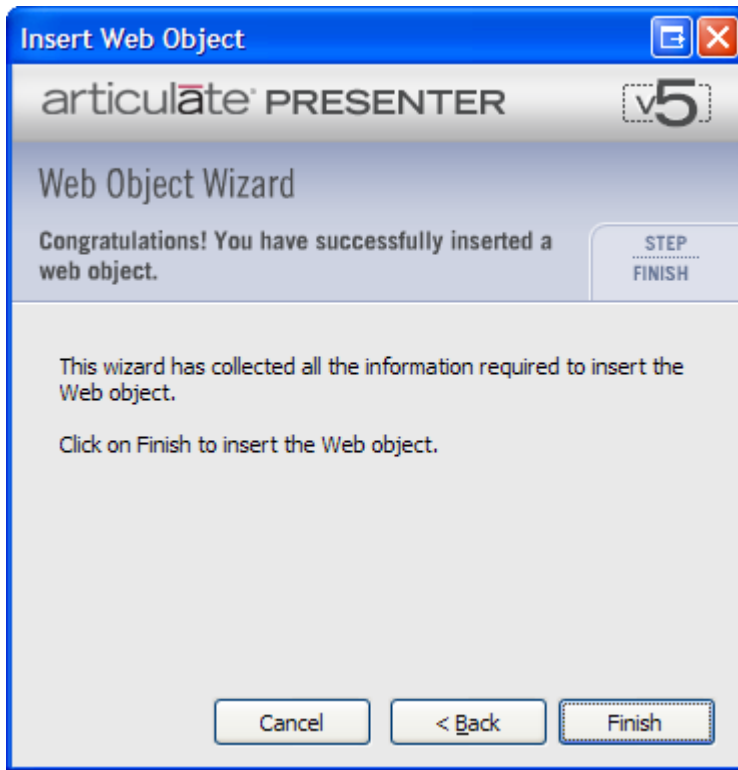 Insert Web Object
articulāte PRESENTER v5
Web Object Wizard
Congratulations! You have successfully inserted a
web object.
STEP
FINISH
This wizard has collected all the information required to insert the
Web object.
Click on Finish to insert the Web object.
Cancel < Back Finish